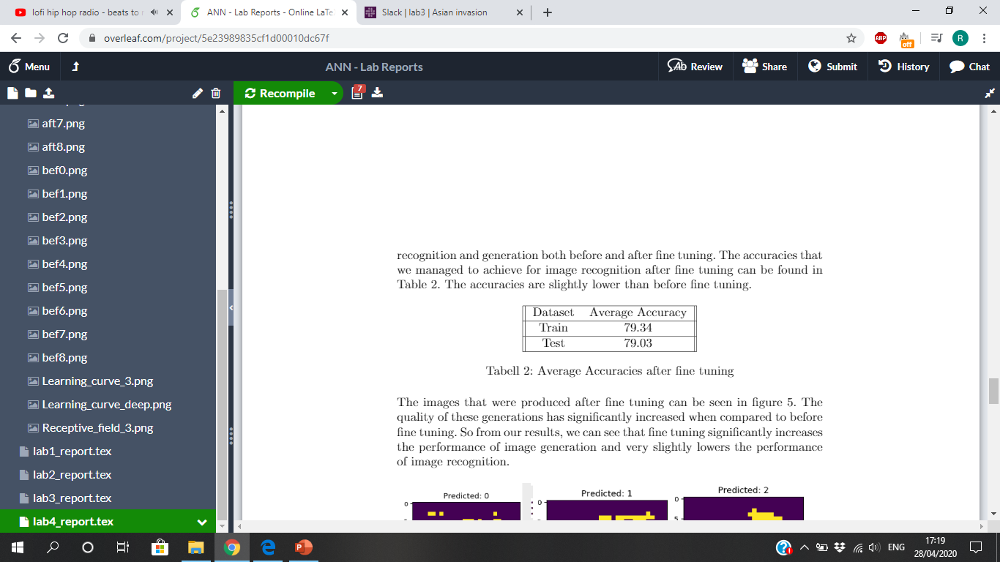 lofi hip hop radio - beats to
ANN - Lab Reports - Online LaTe
Slack | lab3 | Asian invasion
overleaf.com/project/5e23989835cf1d00010dc67f
ABP
off
R
Menu
ANN - Lab Reports
Ab Review
Share
Submit
History
Chat
Recompile
7
aft7.png
aft8.png
bef0.png
bef1.png
bef2.png
bef3.png
bef4.png
bef5.png
bef6.png
bef7.png
bef8.png
Learning_curve_3.png
Learning_curve_deep.png
Receptive_field_3.png
lab1_report.tex
lab2_report.tex
lab3_report.tex
lab4_report.tex
recognition and generation both before and after fine tuning. The accuracies that
we managed to achieve for image recognition after fine tuning can be found in
Table 2. The accuracies are slightly lower than before fine tuning.
Dataset Average Accuracy
Train 79.34
Test 79.03
Tabell 2: Average Accuracies after fine tuning
The images that were produced after fine tuning can be seen in figure 5. The
quality of these generations has significantly increased when compared to before
fine tuning. So from our results, we can see that fine tuning significantly increases
the performance of image generation and very slightly lowers the performance
of image recognition.
Predicted: 0
Predicted: 1
Predicted: 2
0
0
0
5
ENG
17:19
28/04/2020